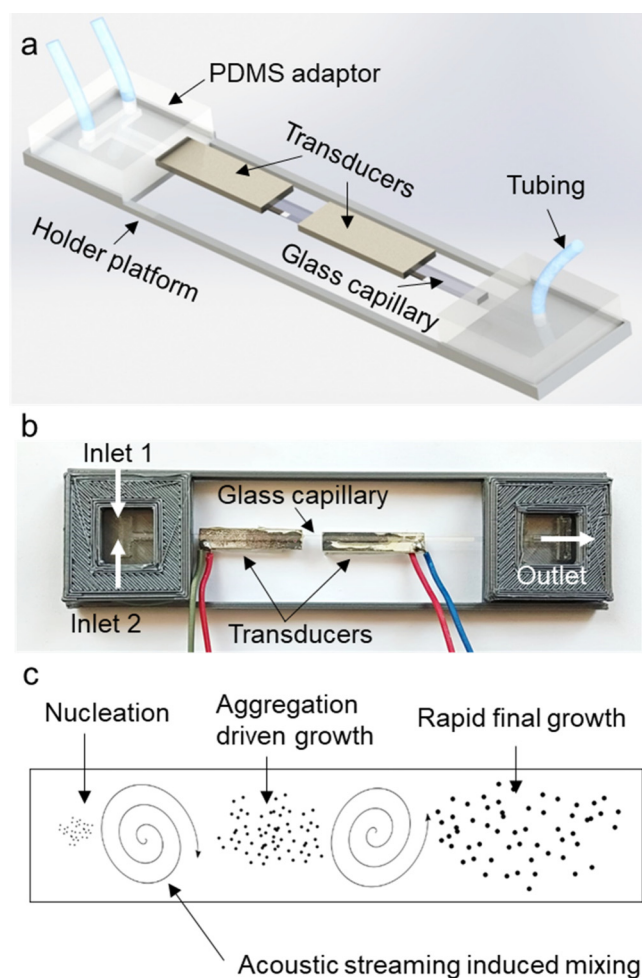 a
PDMS adaptor
Transducers
Tubing
Holder platform
Glass capillary
b
Inlet 1
Glass capillary
Outlet
Inlet 2
Transducers
c
Nucleation
Aggregation
driven growth
Rapid final growth
Acoustic streaming induced mixing